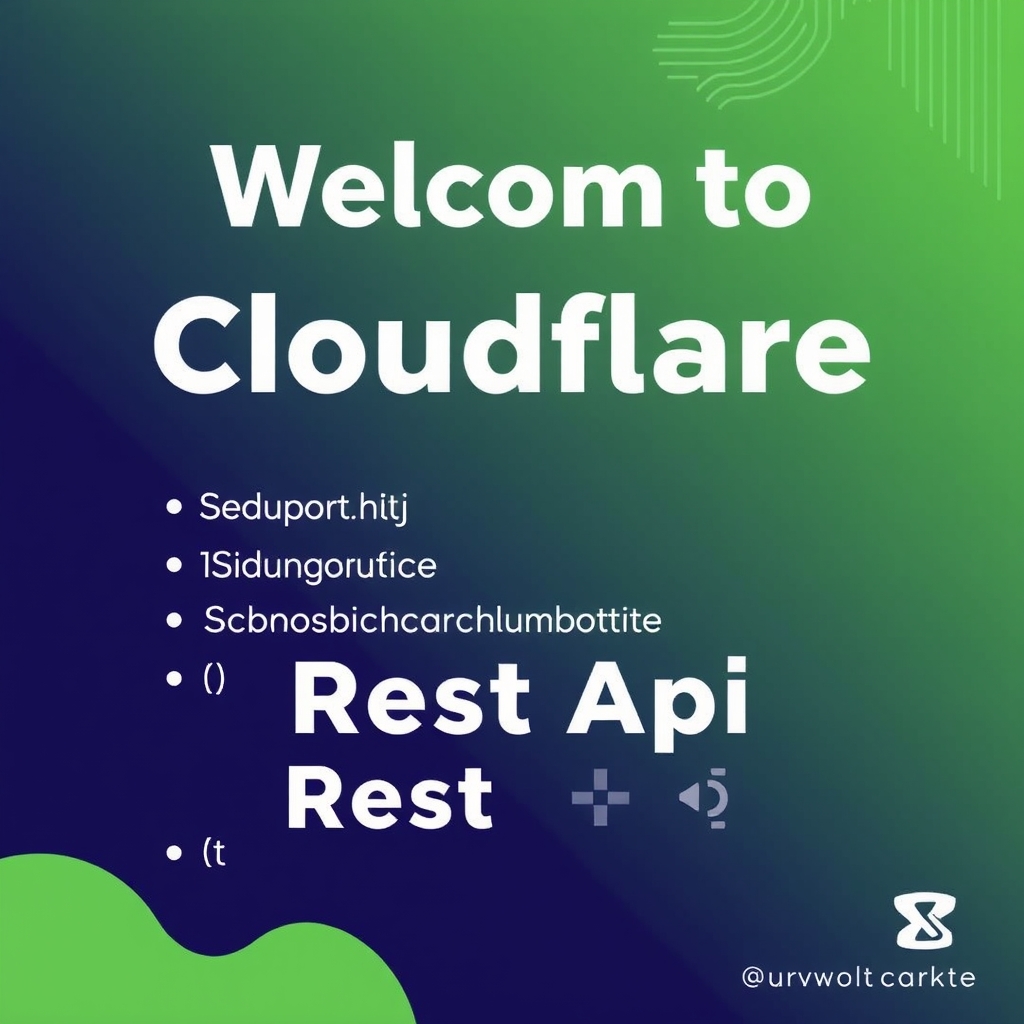 Welcom to
Cloudflare
Seduport.hitj
1Sidungorufice
Scbnosbichcarchlumbottite
()
Rest Api
Rest
(t
@urvwolt carkte